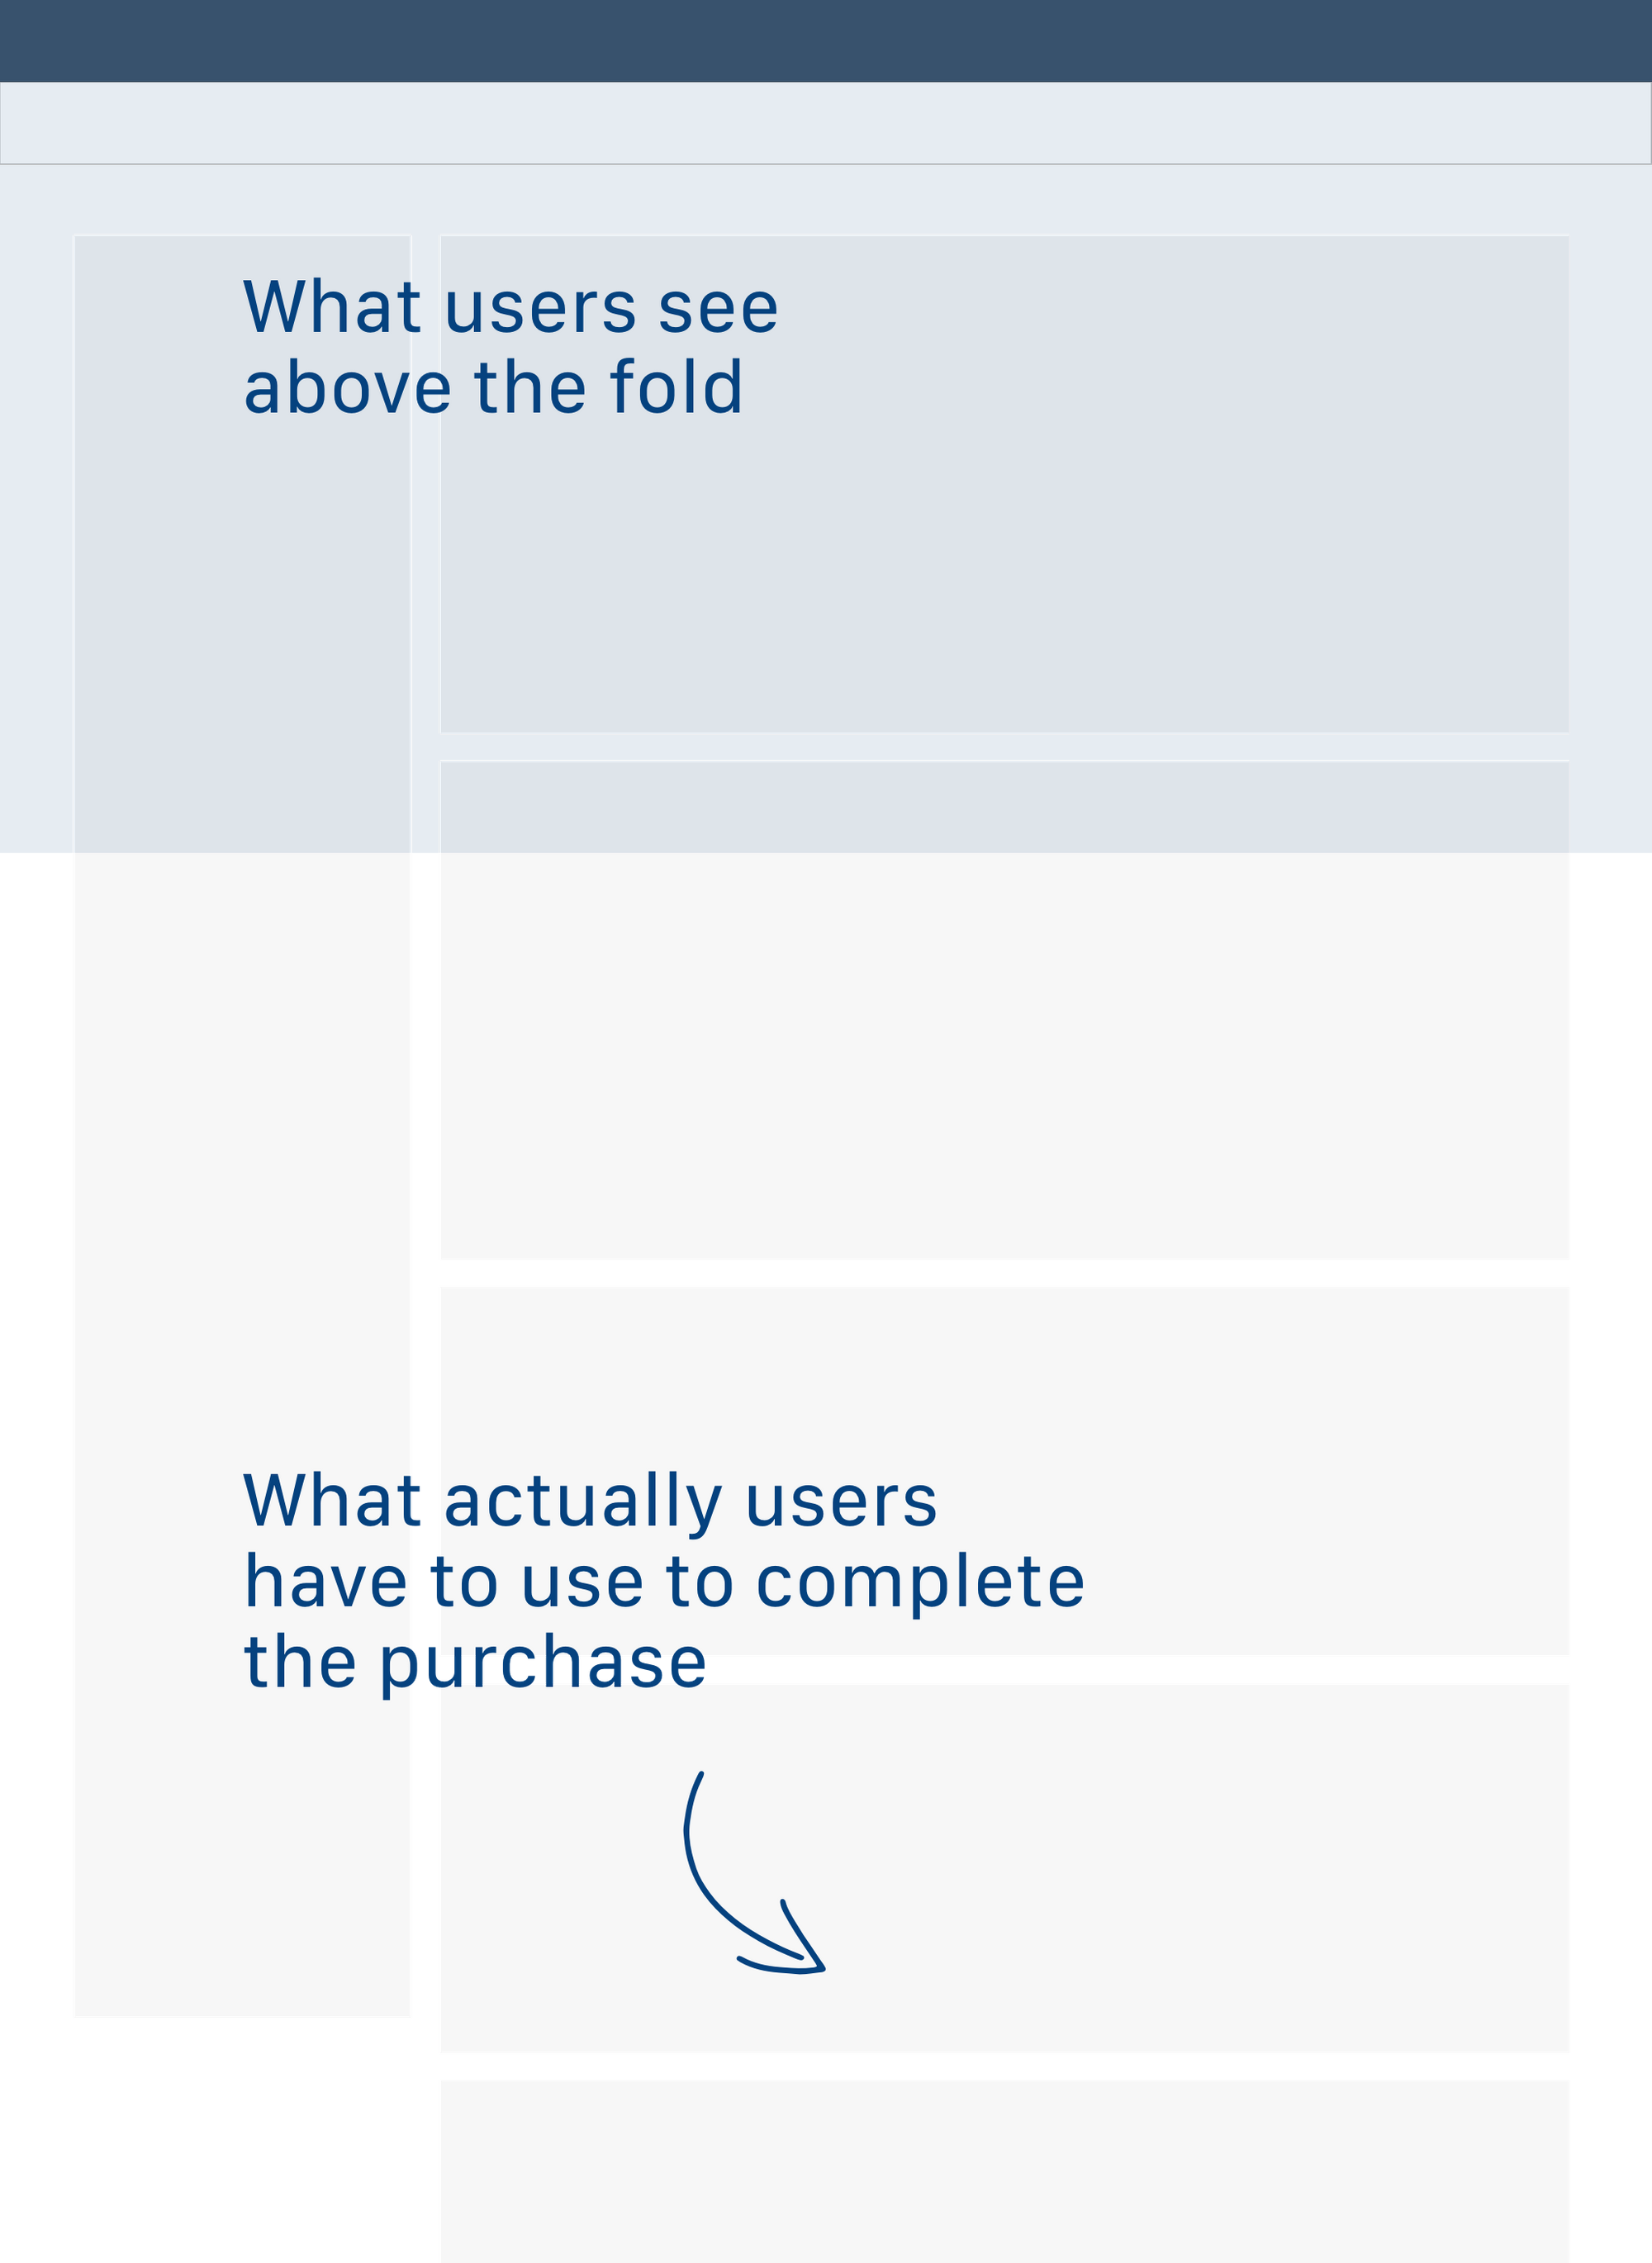 What users see
above the fold
What actually users
have to use to complete
the purchase